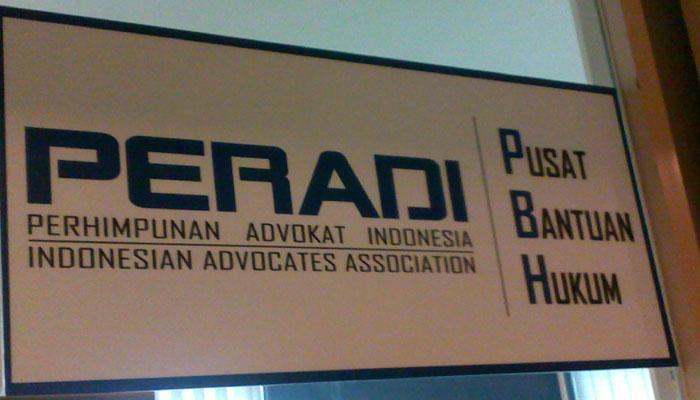 PERADI
PERHIMPUNAN ADVOKAT INDONESIA
INDONESIAN ADVOCATES ASSOCIATION
PUSAT
BANTUAN
HUKUM